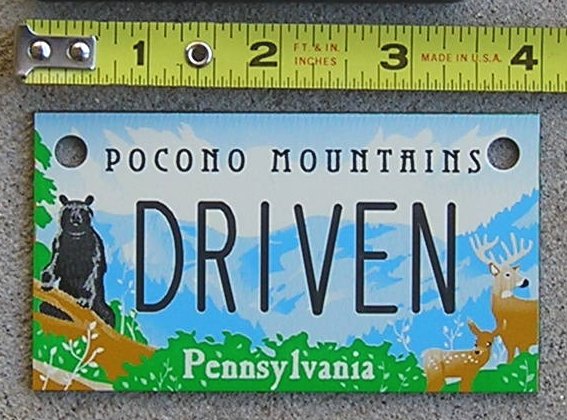 1 2 FT. & IN. INCHES 3 MADE IN U.S.A. 4
POCONO MOUNTAINS
DRIVEN
Pennsylvania